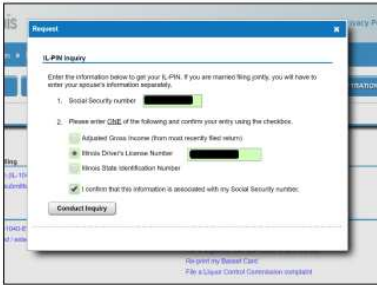 Request
IL-PIN Inquiry
Enter the information below to get your IL-PIN. If you are married filing jointly, you will have to
enter your spouse's information separately.
1. Social Security number
2. Please enter ONE of the following and confirm your entry using the checkbox.
Adjusted Gross Income (from most recently filed return)
Illinois Driver's License Number
Illinois State Identification Number
I confirm that this information is associated with my Social Security number.
Conduct Inquiry
Re-print my Basset Card
File a Liquor Control Commission complaint